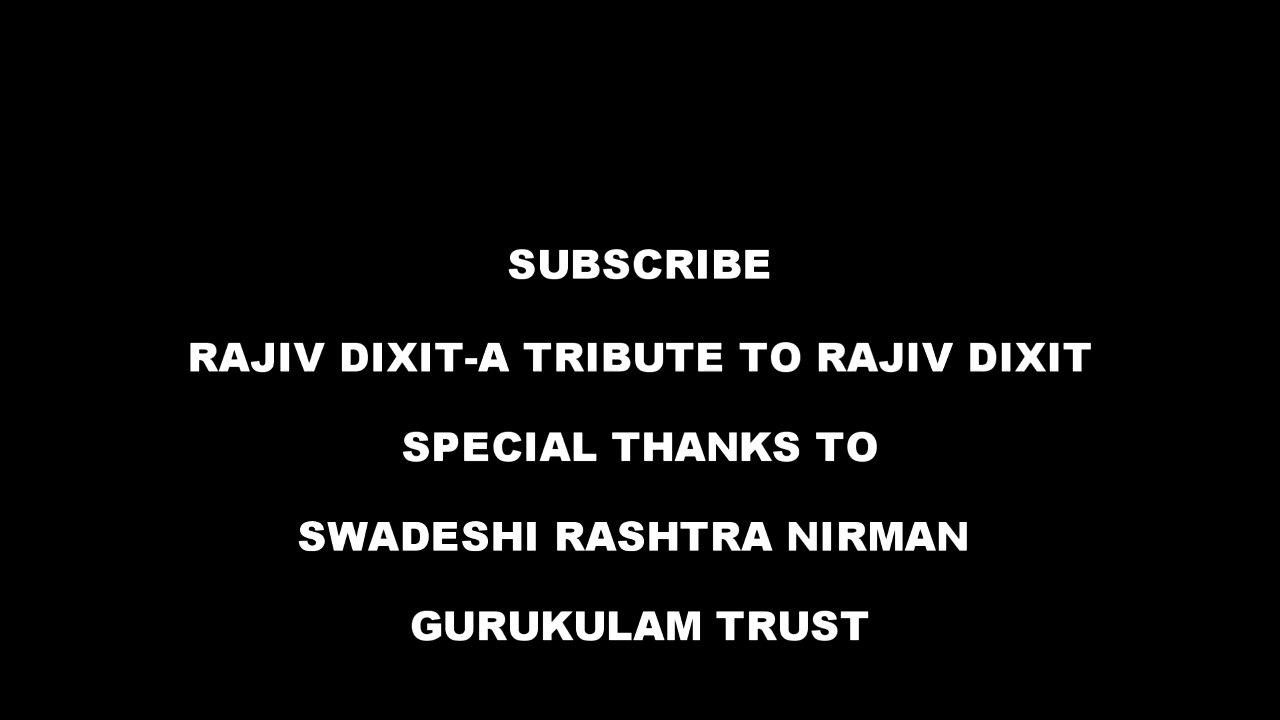 SUBSCRIBE
RAJIV DIXIT-A TRIBUTE TO RAJIV DIXIT
SPECIAL THANKS TO
SWADESHI RASHTRA NIRMAN
GURUKULAM TRUST